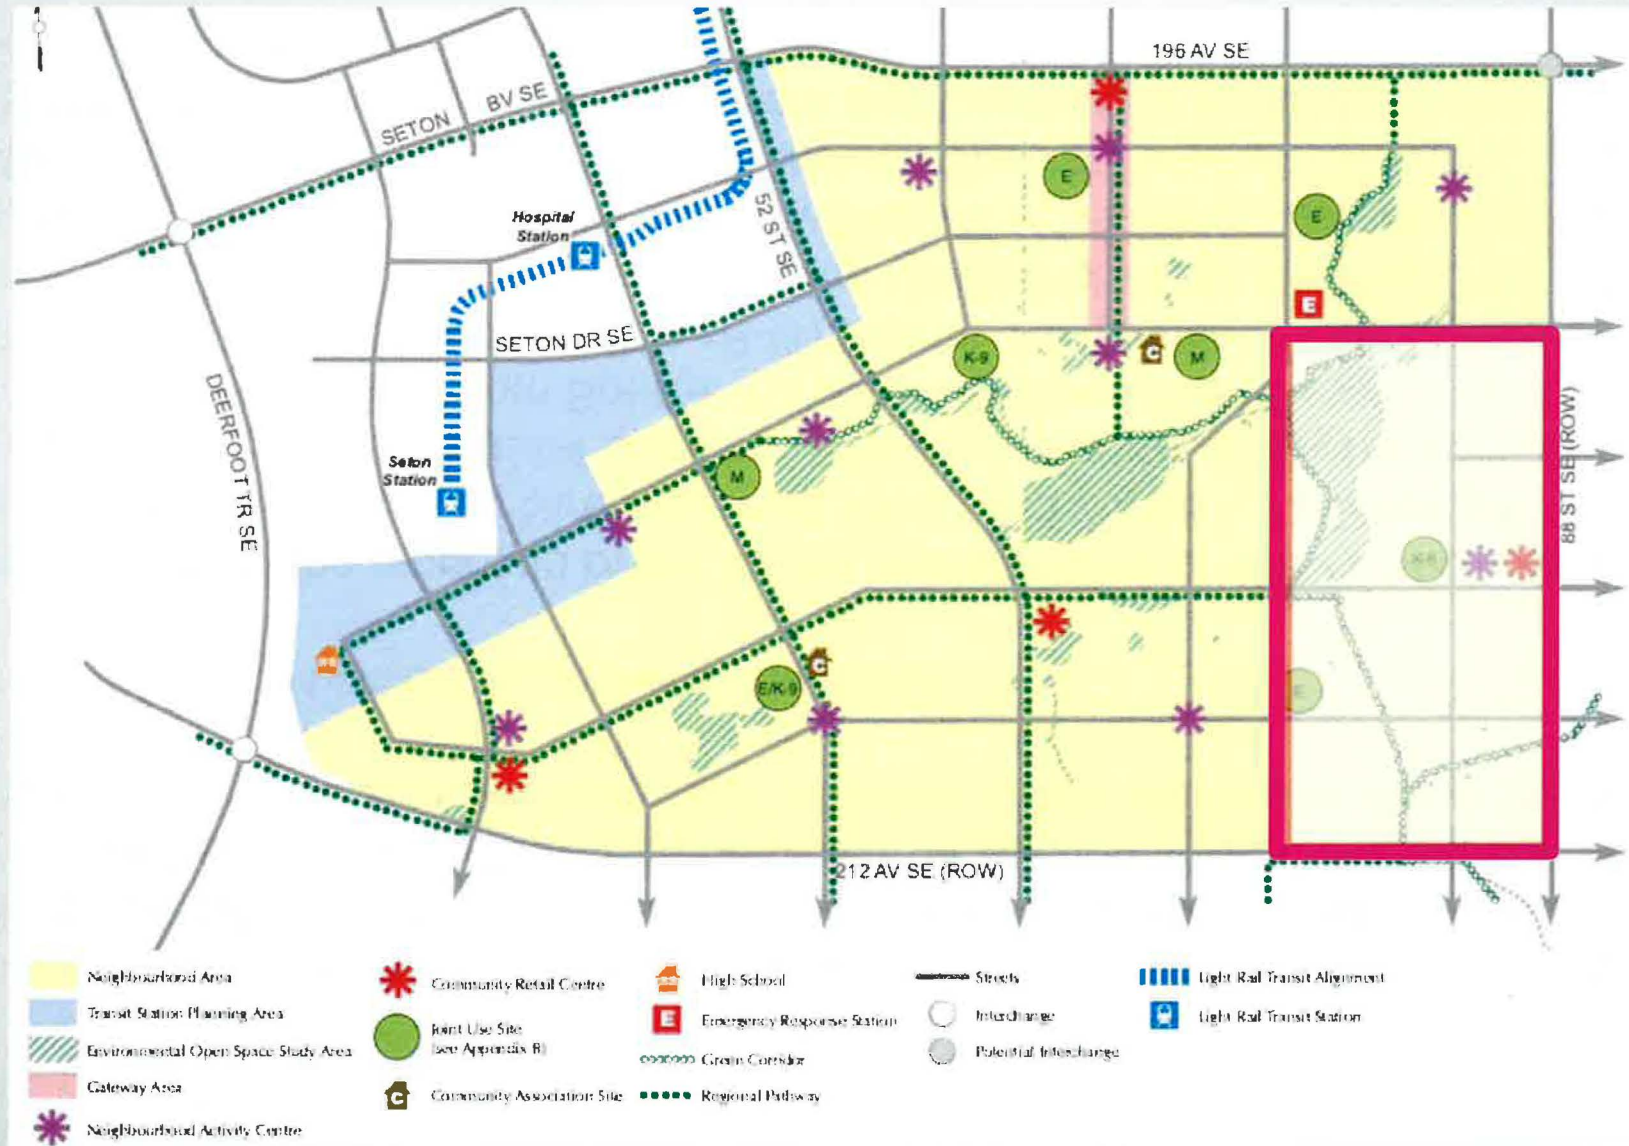 196 AV SE
SETON BV SE
E
E
52 ST SE
Hospital
Station
E
SETON DR SE
K-9
C
M
DEERFOOT TR SE
Seton
Station
M
88 ST SE (ROW)
K-9
C
E/K-9
E
212 AV SE (ROW)
Neighbourhood Area
Transit Station Planning Area
Environmental Open Space Study Area
Gateway Area
Neighbourhood Activity Centre
Community Retail Centre
Joint Use Site
(see Appendix B)
C
Community Association Site
HS
High School
E
Emergency Response Station
Green Corridor
Regional Pathway
Streets
Interchange
Potential Interchange
Light Rail Transit Alignment
Light Rail Transit Station